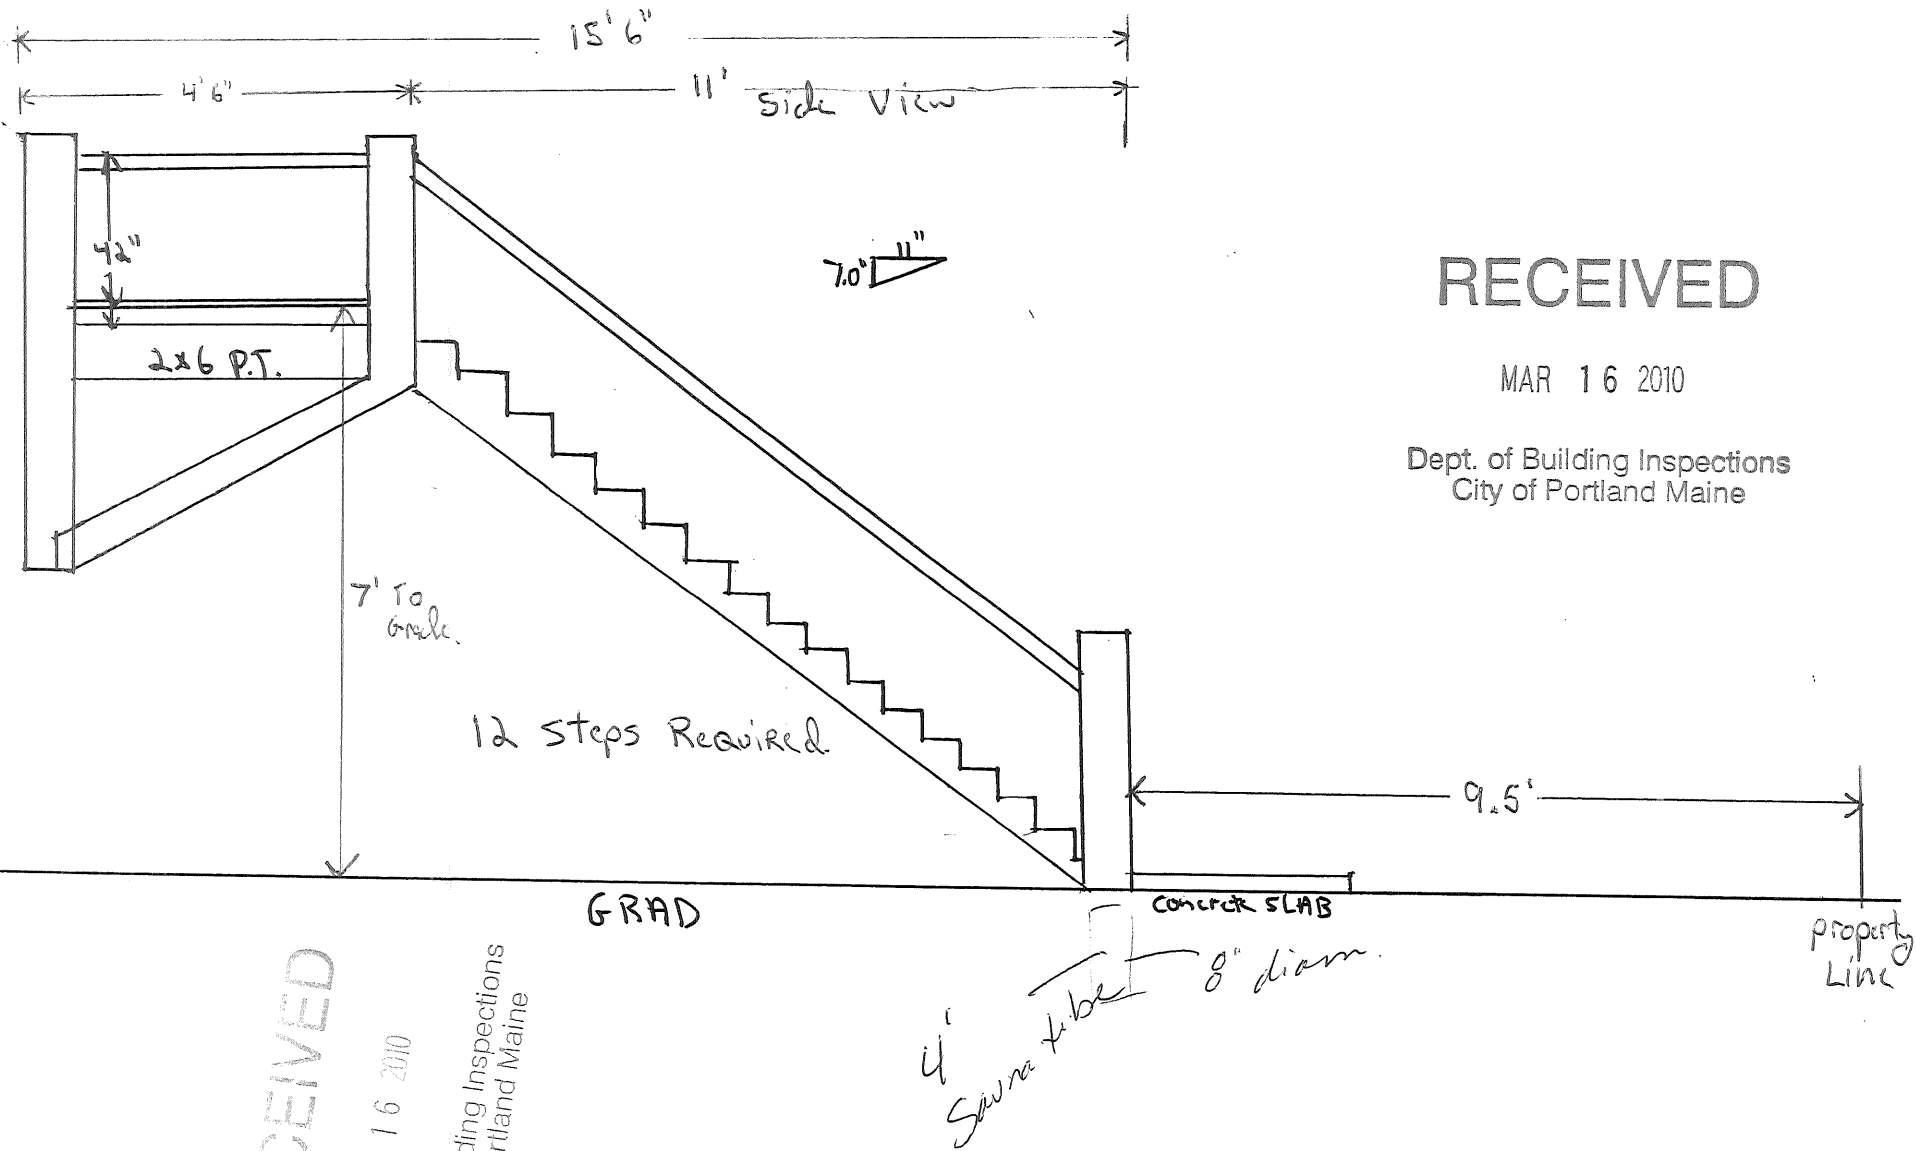 15'6"
4'6"
11'
Side View
42"
7.0"
11"
2x6 P.T.
RECEIVED
MAR 16 2010
Dept. of Building Inspections
City of Portland Maine
7' To
Grade.
12 Steps Required
9.5'
GRAD
Concrete SLAB
property
Line
8" diam.
4'
Sauna tube
CEIVED
16 2010
ding Inspections
rtland Maine